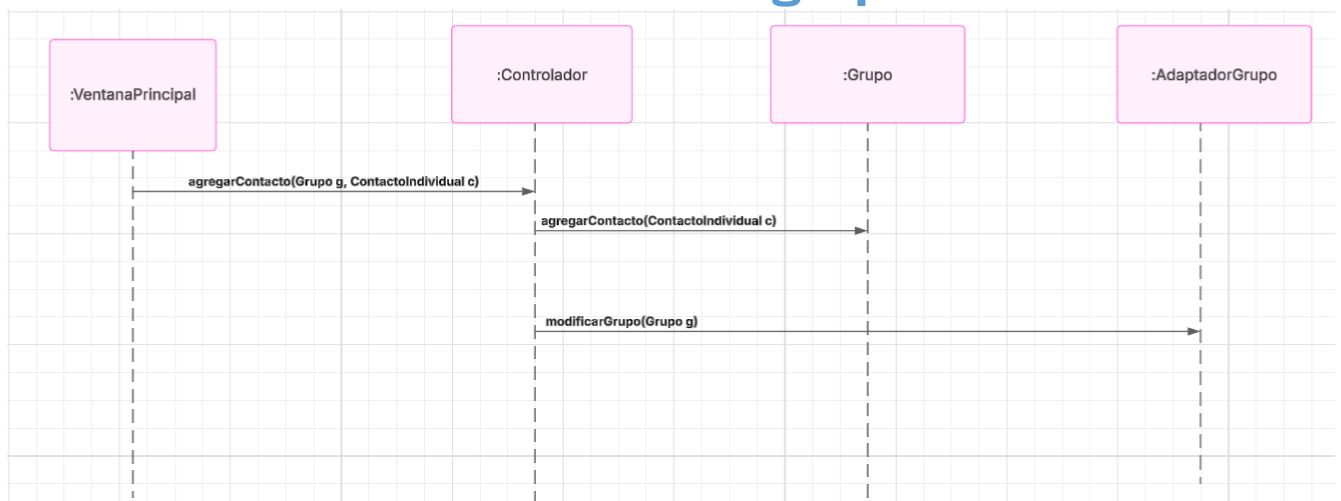 :VentanaPrincipal
:Controlador
:Grupo
:AdaptadorGrupo
agregarContacto(Grupo g, ContactoIndividual c)
agregarContacto(ContactoIndividual c)
modificarGrupo(Grupo g)